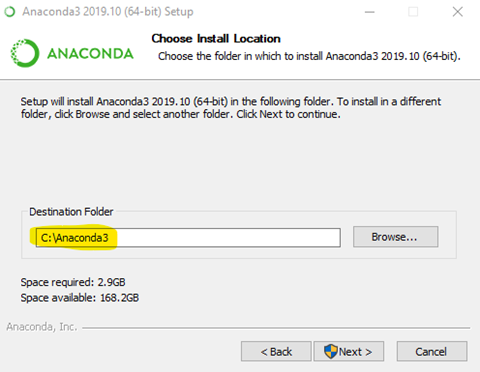 Anaconda3 2019.10 (64-bit) Setup
ANACONDA
Choose Install Location
Choose the folder in which to install Anaconda3 2019.10 (64-bit).
Setup will install Anaconda3 2019.10 (64-bit) in the following folder. To install in a different
folder, click Browse and select another folder. Click Next to continue.
Destination Folder
C:\Anaconda3
Browse...
Space required: 2.9GB
Space available: 168.2GB
Anaconda, Inc.
< Back
Next >
Cancel